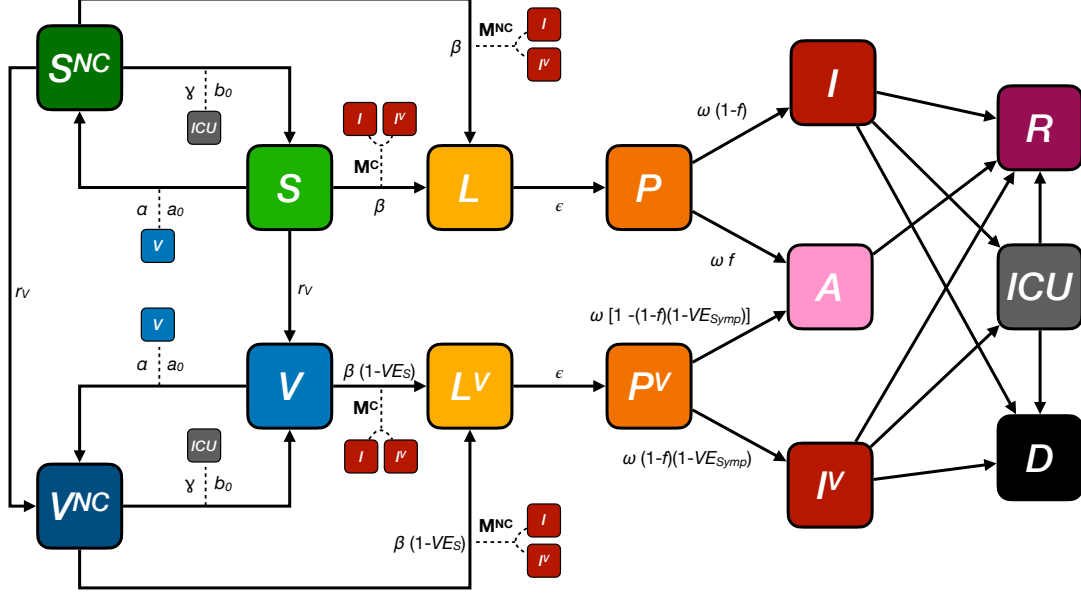 S^NC
γ b₀
ICU
β
M^NC
I
I^V
I
I^V
M^C
I
R
ω (1-f)
S
β
L
ϵ
P
α a₀
V
ω f
r_V
r_V
A
ICU
V
α a₀
ω [1 -(1-f)(1-VE_Symp)]
V
β (1-VE_S)
M^C
L^V
ϵ
P^V
I
I^V
ICU
γ b₀
ω (1-f)(1-VE_Symp)
I^V
D
V^NC
β (1-VE_S)
M^NC
I
I^V